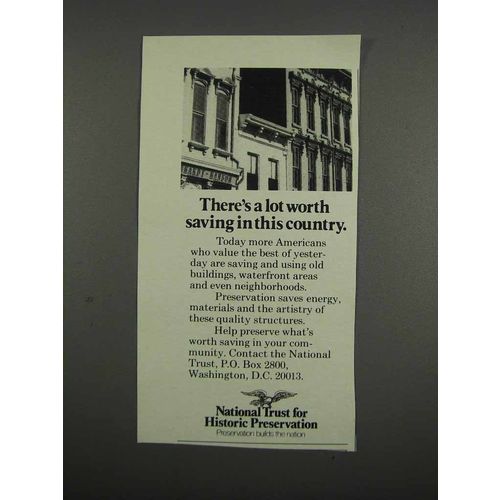 There's a lot worth
saving in this country.
Today more Americans
who value the best of yester-
day are saving and using old
buildings, waterfront areas
and even neighborhoods.
Preservation saves energy,
materials and the artistry of
these quality structures.
Help preserve what's
worth saving in your com-
munity. Contact the National
Trust, P.O. Box 2800,
Washington, D.C. 20013.
National Trust for
Historic Preservation
Preservation builds the nation